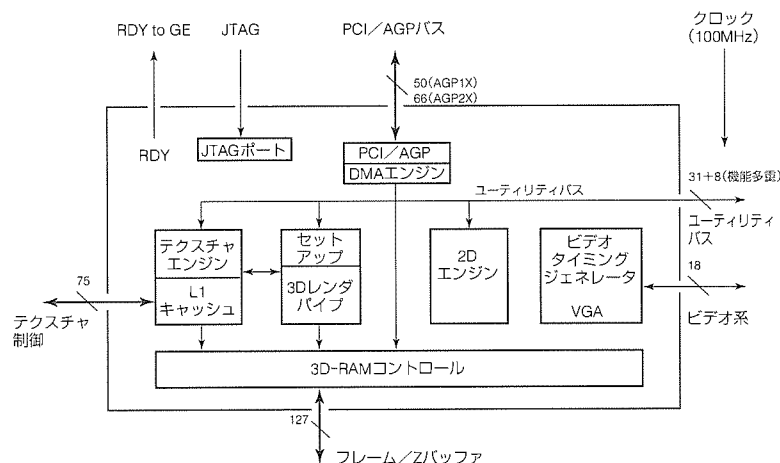 RDY to GE
JTAG
PCI／AGPバス
クロック
(100MHz)
50(AGP1X)
66(AGP2X)
RDY
JTAGポート
PCI／AGP
DMAエンジン
31+8(機能多重)
ユーティリティバス
ユーティリティ
バス
テクスチャ
エンジン
L1
キャッシュ
セット
アップ
3Dレンダ
パイプ
2D
エンジン
ビデオ
タイミング
ジェネレータ
VGA
75
テクスチャ
制御
18
ビデオ系
3D-RAMコントロール
127
フレーム／Zバッファ